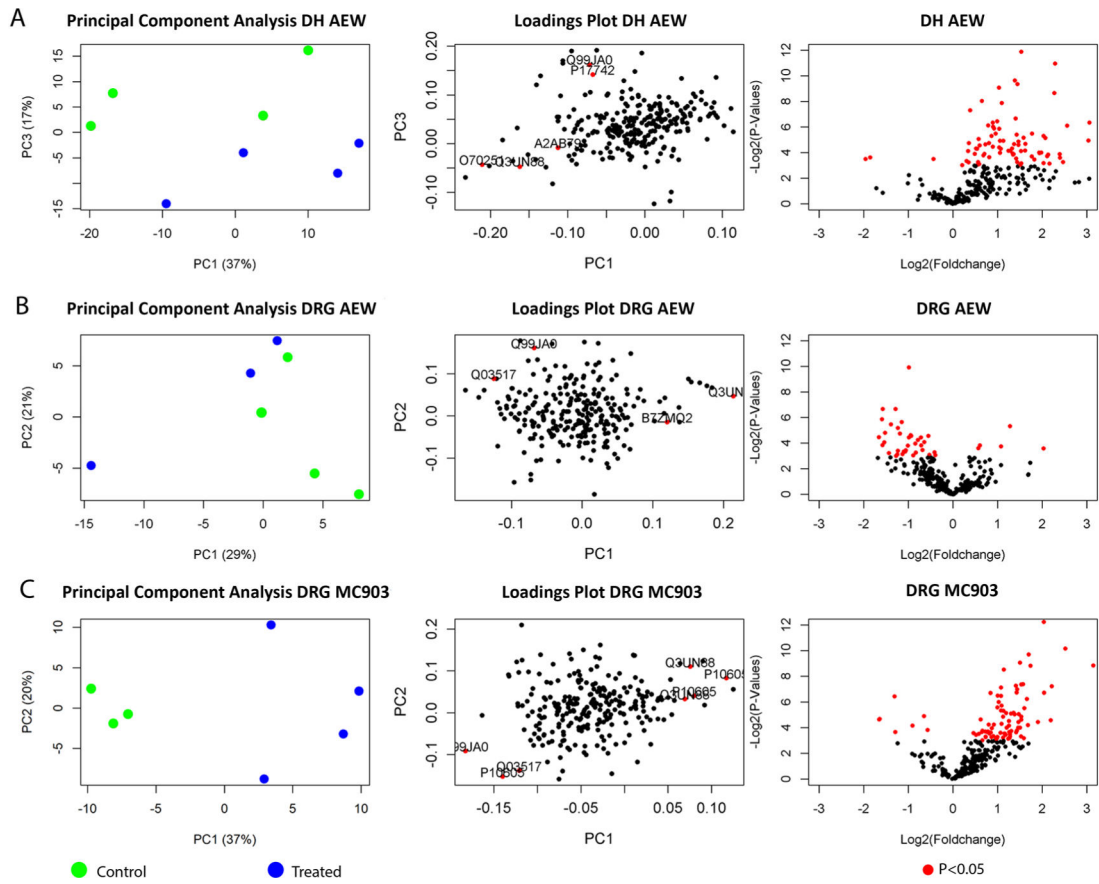 A
Principal Component Analysis DH AEW
Loadings Plot DH AEW
DH AEW
PC3 (17%)
15
10
5
0
-5
-15
-20
-10
0
10
PC1 (37%)
PC3
0.20
0.10
0.00
-0.10
Q99JA0
P17742
A2AB79
O70251
Q3UN88
-0.20
-0.10
0.00
0.10
PC1
-Log2(P-Values)
12
10
8
6
4
2
0
-3
-2
-1
0
1
2
3
Log2(Foldchange)
B
Principal Component Analysis DRG AEW
Loadings Plot DRG AEW
DRG AEW
PC2 (21%)
5
0
-5
-15
-10
-5
0
5
PC1 (29%)
PC2
0.1
0.0
-0.1
Q99JA0
Q03517
Q3UN
B7ZMQ2
-0.1
0.0
0.1
0.2
PC1
-Log2(P-Values)
12
10
8
6
4
2
0
-3
-2
-1
0
1
2
3
Log2(Foldchange)
C
Principal Component Analysis DRG MC903
Loadings Plot DRG MC903
DRG MC903
PC2 (20%)
10
5
0
-5
-10
-5
0
5
10
PC1 (37%)
PC2
0.2
0.1
0.0
-0.1
Q3UN88
P10605
P10605
Q3UN88
99JA0
Q03517
P10605
-0.15
-0.05
0.05
0.10
PC1
-Log2(P-Values)
12
10
8
6
4
2
0
-3
-2
-1
0
1
2
3
Log2(Foldchange)
Control
Treated
P<0.05